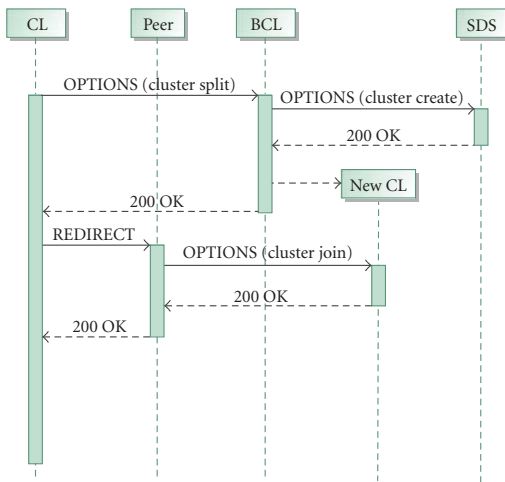 CL
Peer
BCL
SDS
OPTIONS (cluster split)
OPTIONS (cluster create)
200 OK
New CL
200 OK
REDIRECT
OPTIONS (cluster join)
200 OK
200 OK